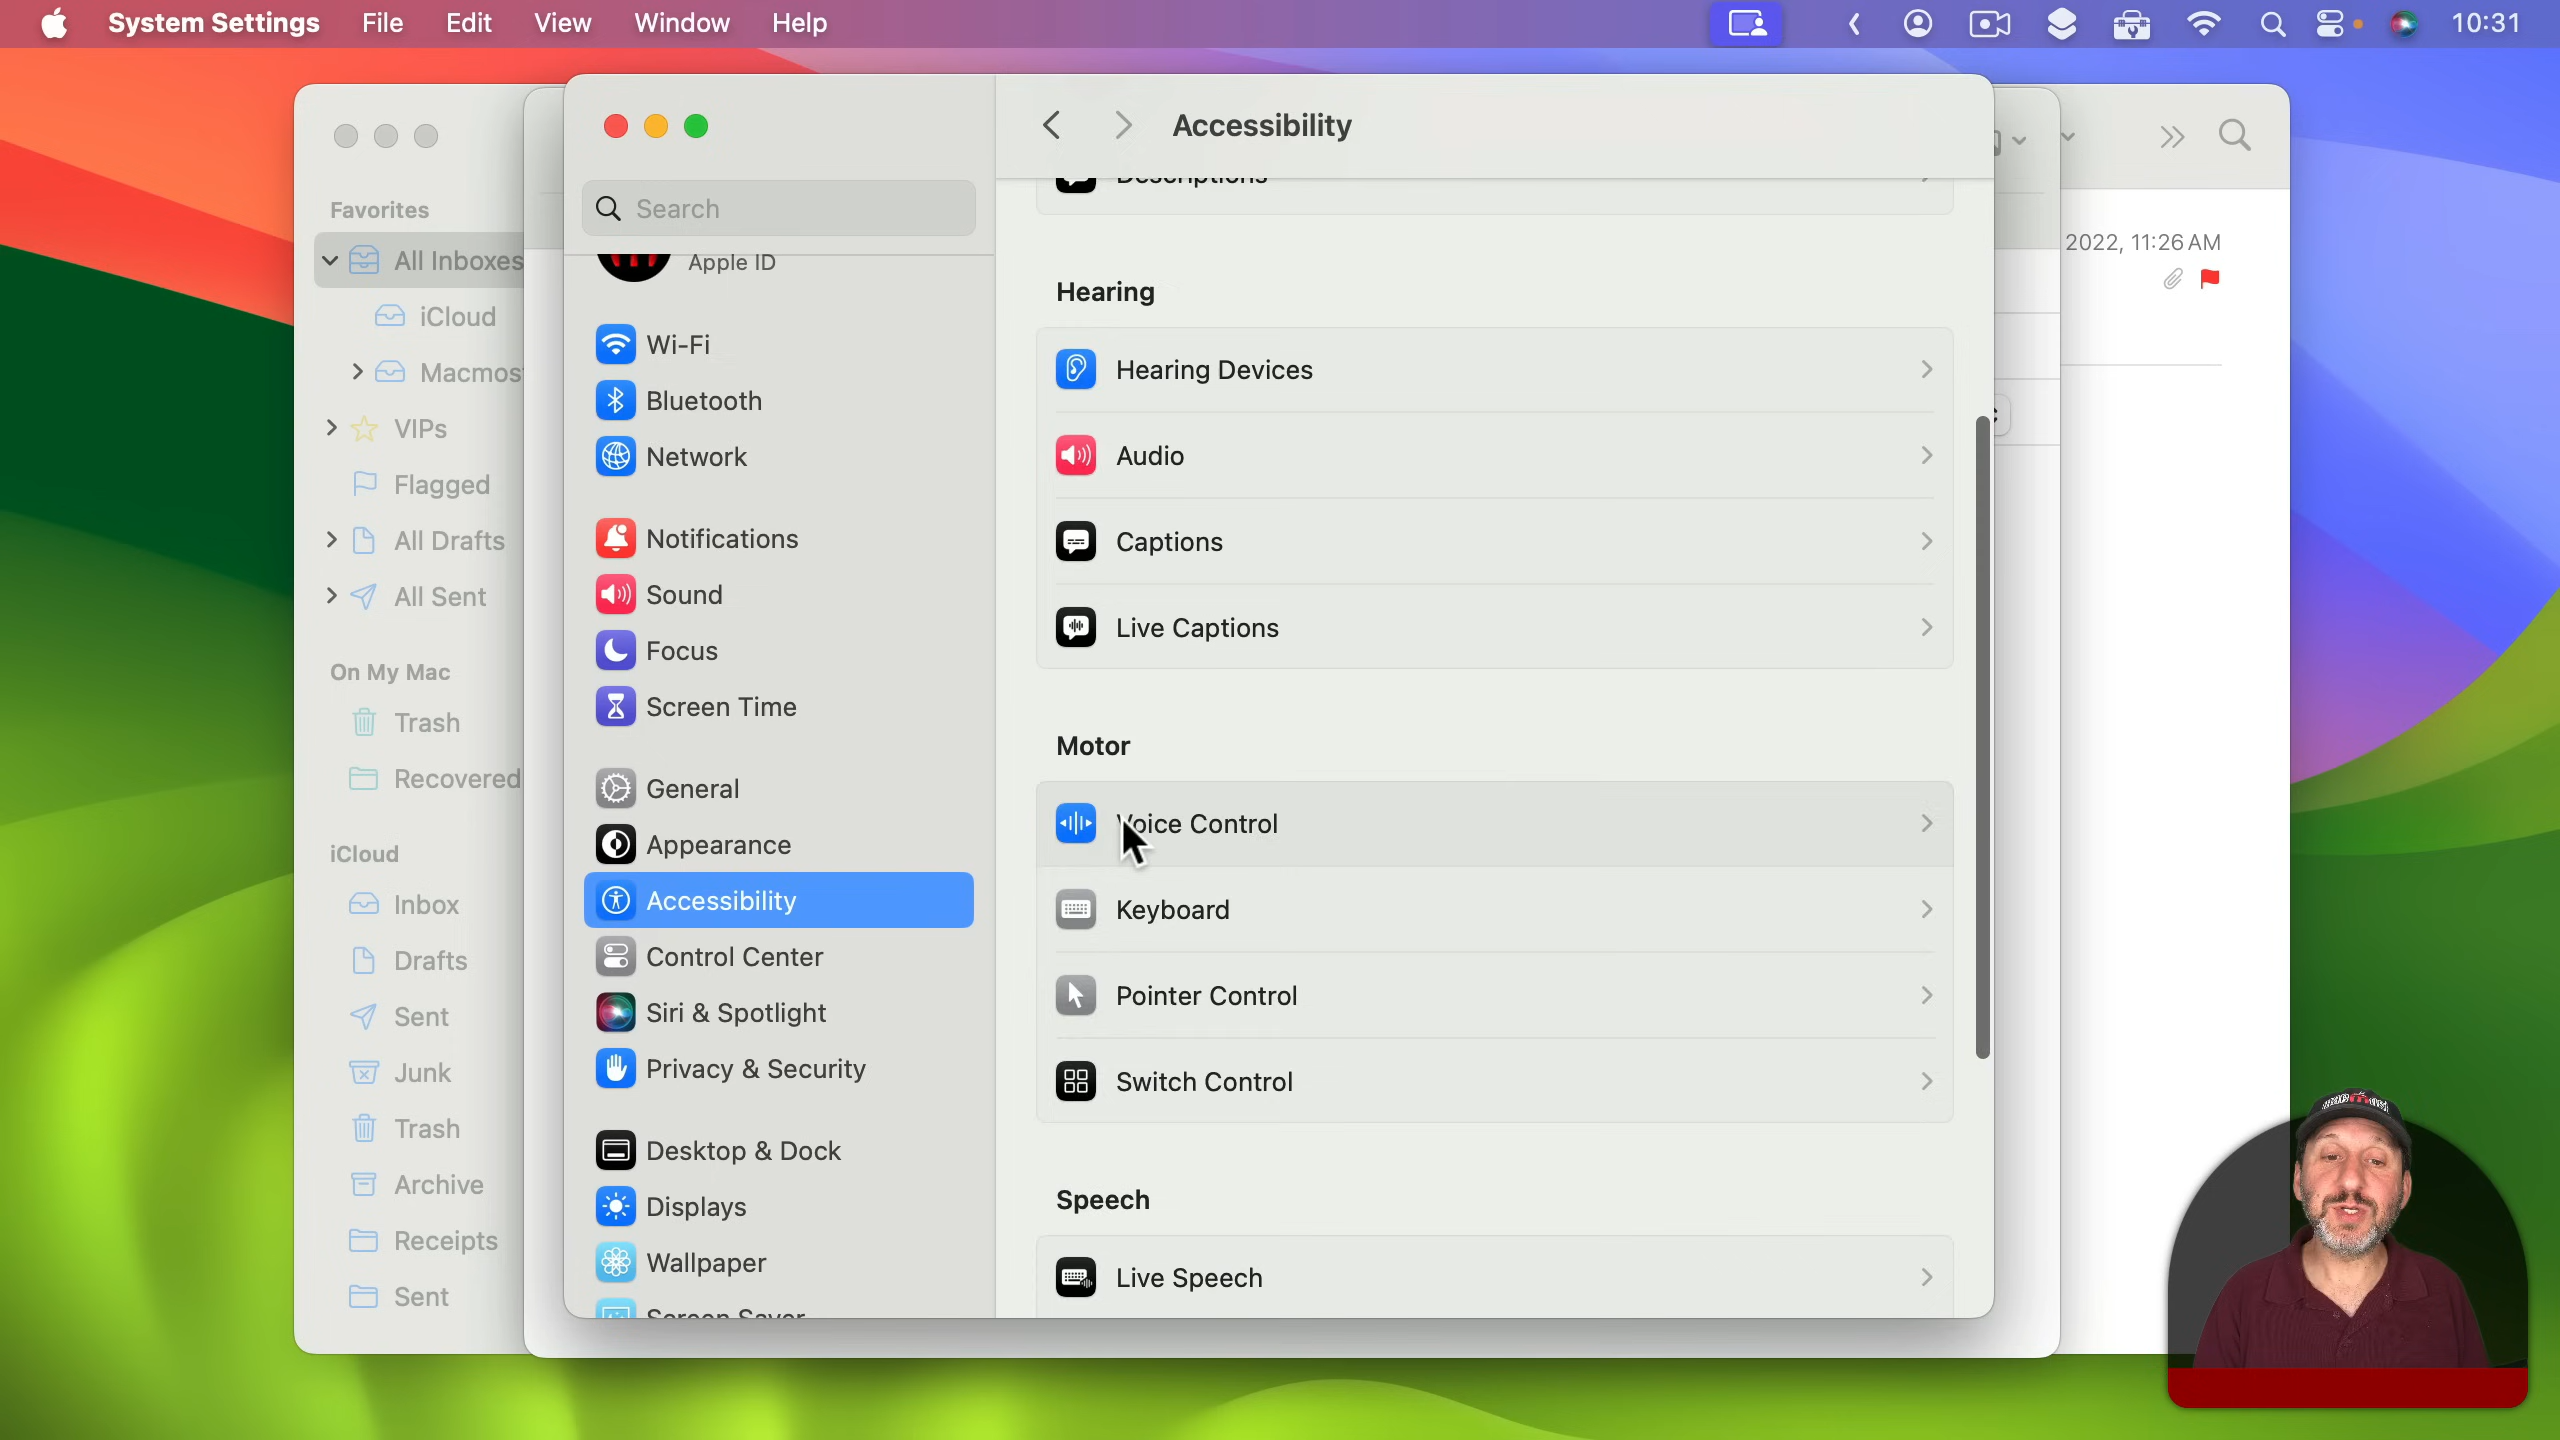 System Settings File Edit View Window Help 10:31
Favorites
All Inboxes
iCloud
Macmos
VIPs
Flagged
All Drafts
All Sent
On My Mac
Trash
Recovered
iCloud
Inbox
Drafts
Sent
Junk
Trash
Archive
Receipts
Sent
Search
Apple ID
Wi-Fi
Bluetooth
Network
Notifications
Sound
Focus
Screen Time
General
Appearance
Accessibility
Control Center
Siri & Spotlight
Privacy & Security
Desktop & Dock
Displays
Wallpaper
Screen Saver
Accessibility
Descriptions
Hearing
Hearing Devices
Audio
Captions
Live Captions
Motor
Voice Control
Keyboard
Pointer Control
Switch Control
Speech
Live Speech
2022, 11:26 AM